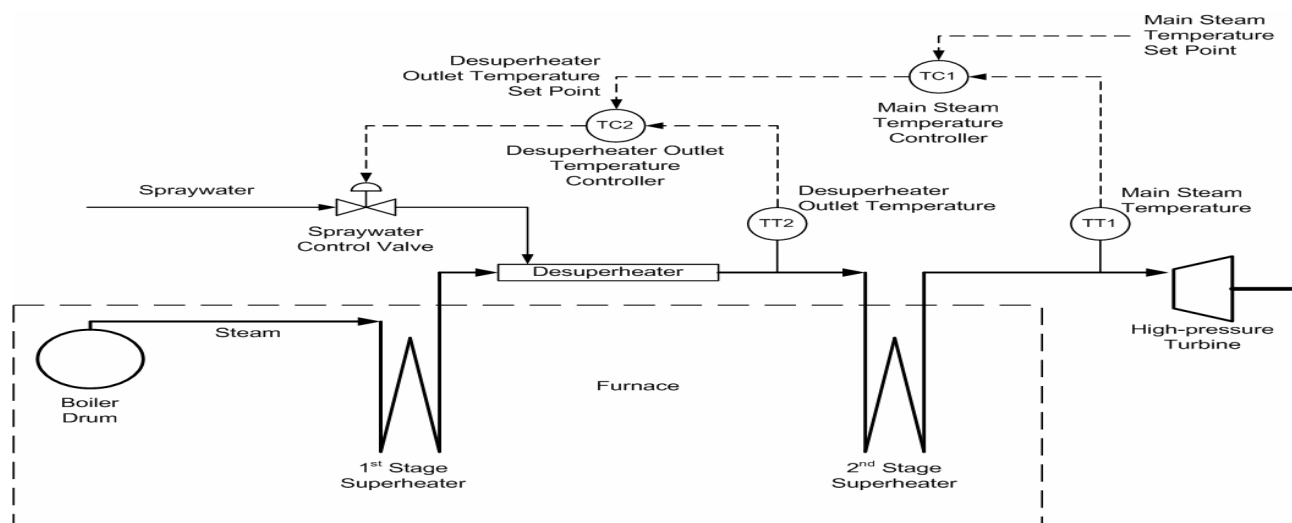 Main Steam
Temperature
Set Point
Desuperheater
Outlet Temperature
Set Point
TC1
Main Steam
Temperature
Controller
TC2
Desuperheater Outlet
Temperature
Controller
Spraywater
Spraywater
Control Valve
Desuperheater
Outlet Temperature
Main Steam
Temperature
TT2
TT1
Desuperheater
High-pressure
Turbine
Steam
Boiler
Drum
Furnace
1st Stage
Superheater
2nd Stage
Superheater